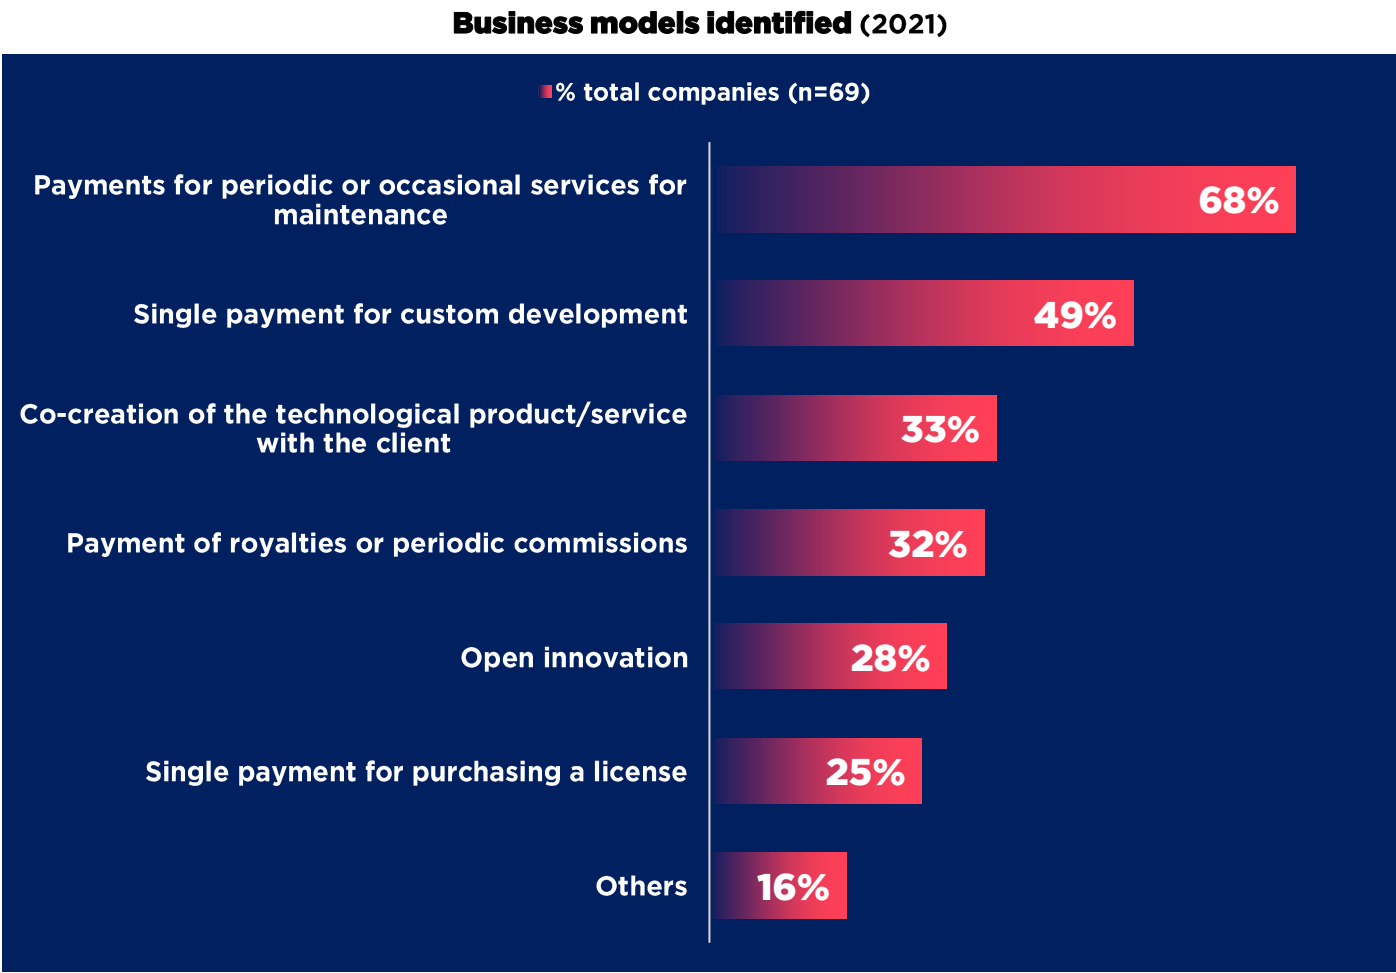 Business models identified (2021)
% total companies (n=69)
Payments for periodic or occasional services for
maintenance
68%
Single payment for custom development
49%
Co-creation of the technological product/service
with the client
33%
Payment of royalties or periodic commissions
32%
Open innovation
28%
Single payment for purchasing a license
25%
Others
16%